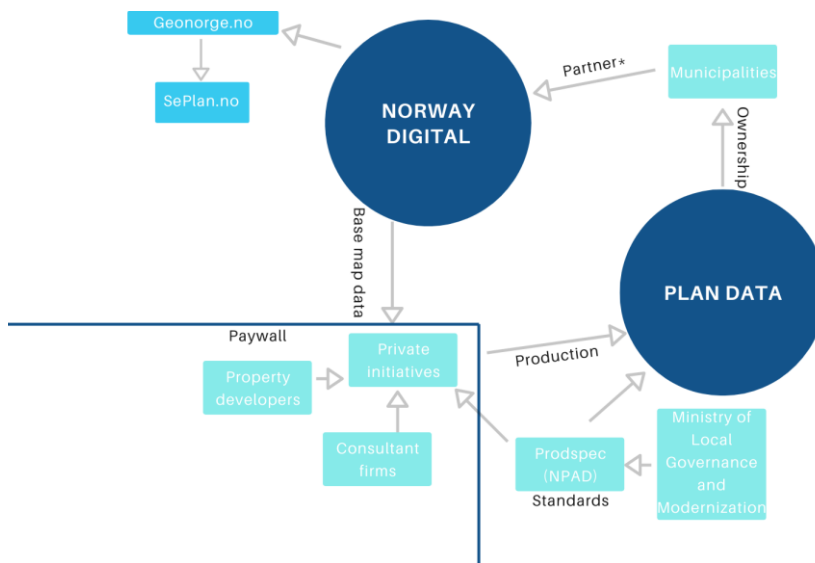 Geonorge.no
SePlan.no
NORWAY
DIGITAL
Partner*
Municipalities
Ownership
Base map data
PLAN DATA
Paywall
Private
initiatives
Production
Property
developers
Consultant
firms
Prodspec
(NPAD)
Standards
Ministry of
Local
Governance
and
Modernization